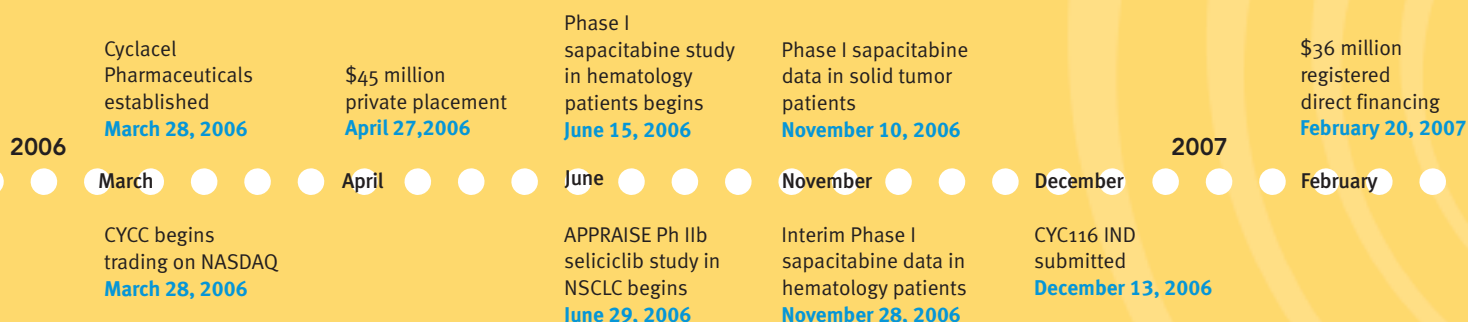 Cyclacel
Pharmaceuticals
established
March 28, 2006
$45 million
private placement
April 27,2006
Phase I
sapacitabine study
in hematology
patients begins
June 15, 2006
Phase I sapacitabine
data in solid tumor
patients
November 10, 2006
$36 million
registered
direct financing
February 20, 2007
2006
2007
March
April
June
November
December
February
CYCC begins
trading on NASDAQ
March 28, 2006
APPRAISE Ph IIb
seliciclib study in
NSCLC begins
June 29, 2006
Interim Phase I
sapacitabine data in
hematology patients
November 28, 2006
CYC116 IND
submitted
December 13, 2006